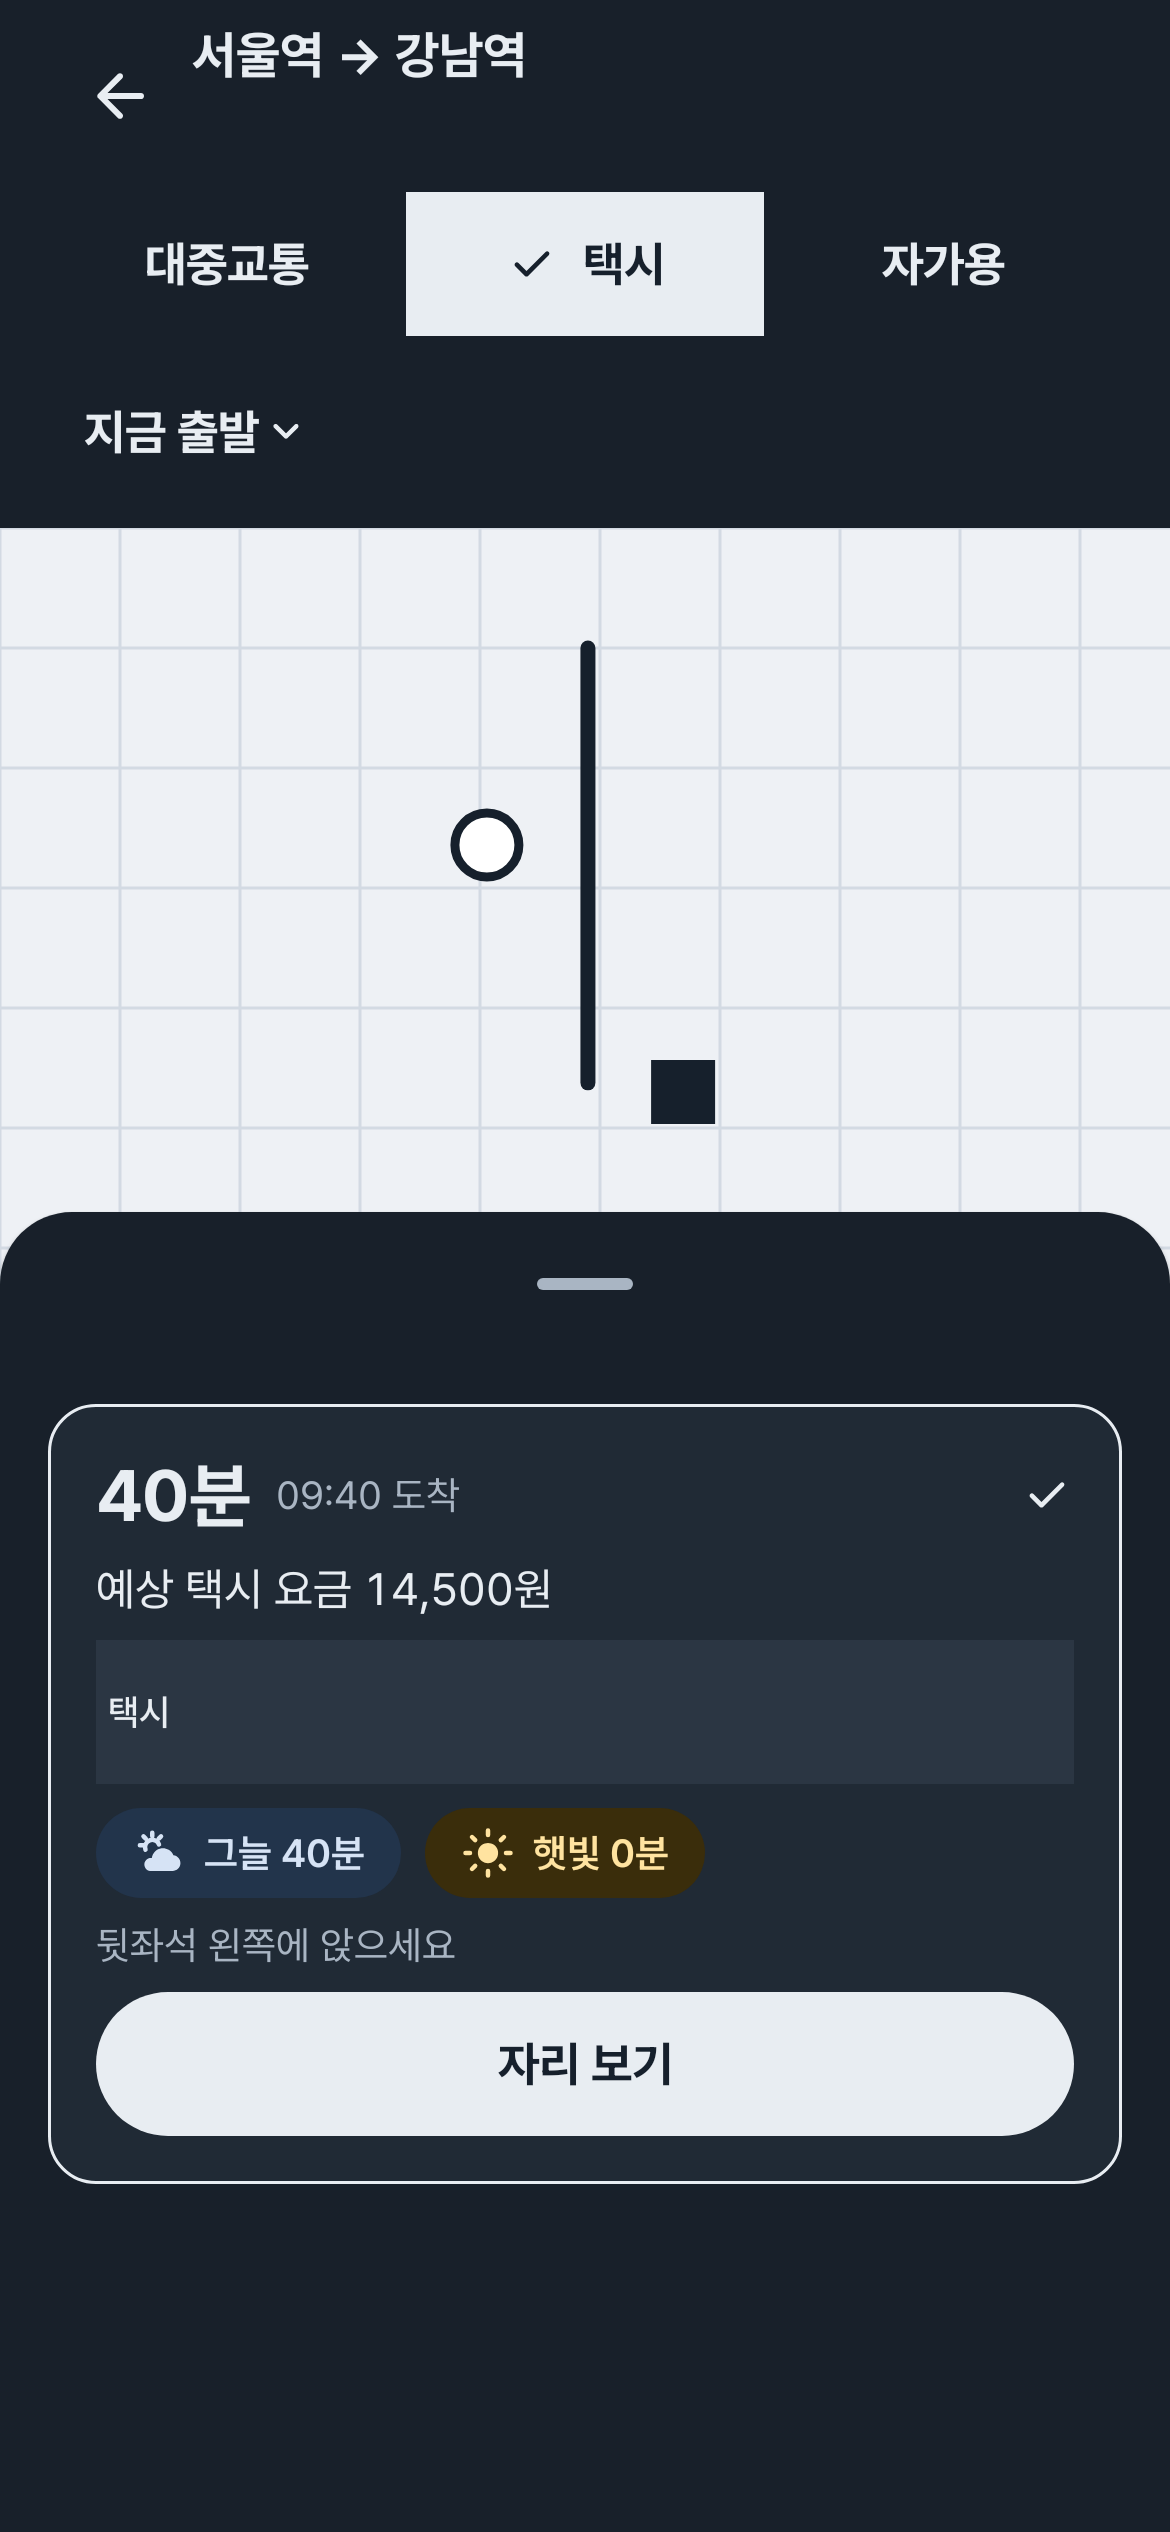 서울역 → 강남역
대중교통
택시
자가용
지금 출발
40분 09:40 도착
예상 택시 요금 14,500원
택시
그늘 40분
햇빛 0분
뒷좌석 왼쪽에 앉으세요
자리 보기